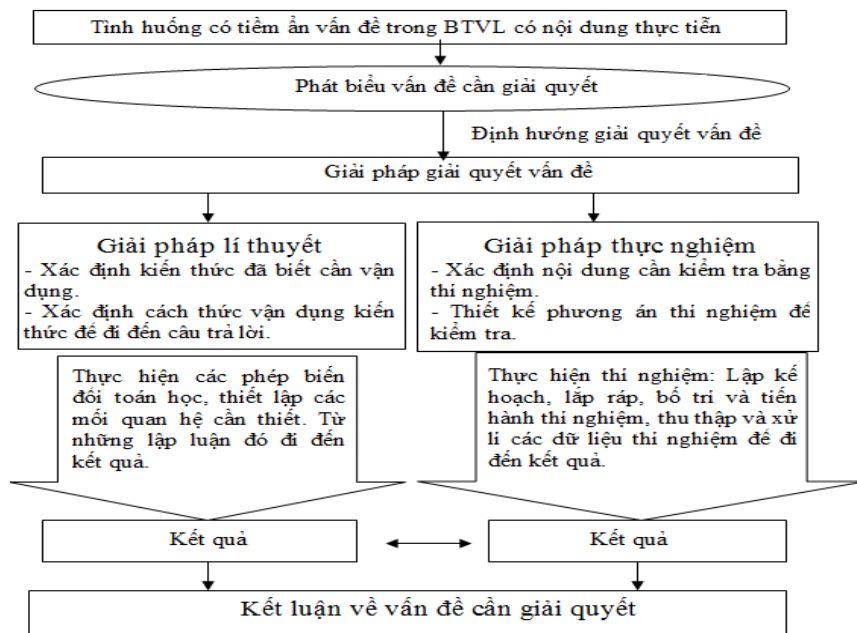 Tình huống có tiềm ẩn vấn đề trong BTVL có nội dung thực tiễn
Phát biểu vấn đề cần giải quyết
Định hướng giải quyết vấn đề
Giải pháp giải quyết vấn đề
Giải pháp lí thuyết
- Xác định kiến thức đã biết cần vận
dụng.
- Xác định cách thức vận dụng kiến
thức để đi đến câu trả lời.
Giải pháp thực nghiệm
- Xác định nội dung cần kiểm tra bằng
thí nghiệm.
- Thiết kế phương án thí nghiệm để
kiểm tra.
Thực hiện các phép biến
đổi toán học, thiết lập các
mối quan hệ cần thiết. Từ
những lập luận đó đi đến
kết quả.
Thực hiện thí nghiệm: Lập kế
hoạch, lắp ráp, bố trí và tiến
hành thí nghiệm, thu thập và xử
lí các dữ liệu thí nghiệm để đi
đến kết quả.
Kết quả
Kết quả
Kết luận về vấn đề cần giải quyết